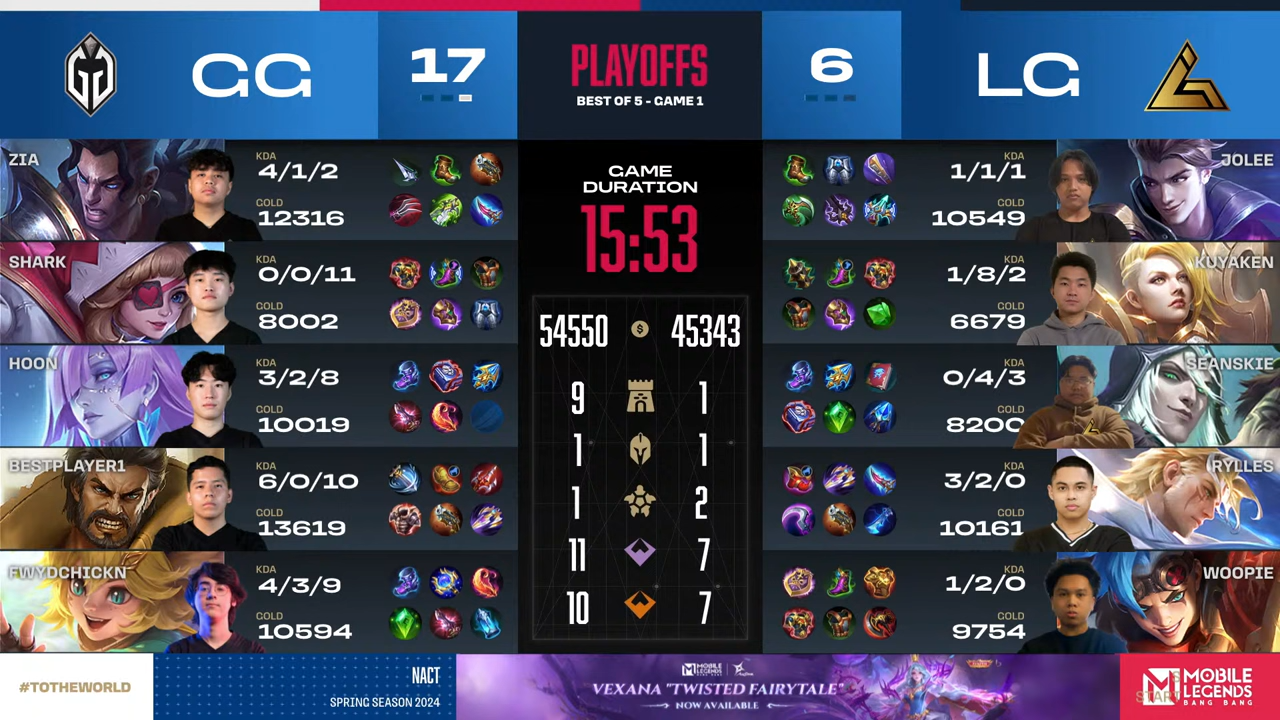 GG
17
PLAYOFFS
BEST OF 5 - GAME 1
6
LG
ZIA
KDA
4/1/2
GOLD
12316
SHARK
KDA
0/0/11
GOLD
8002
HOON
KDA
3/2/8
GOLD
10019
BESTPLAYER1
KDA
6/0/10
GOLD
13619
FWYDCHICKN
KDA
4/3/9
GOLD
10594
GAME
DURATION
15:53
54550 45343
9 1
1 1
1 2
11 7
10 7
JOLEE
KDA
1/1/1
GOLD
10549
KUYAKEN
KDA
1/8/2
GOLD
6679
SEANSKIE
KDA
0/4/3
GOLD
8200
RYLLES
KDA
3/2/0
GOLD
10161
WOOPIE
KDA
1/2/0
GOLD
9754
#TOTHEWORLD
NACT
SPRING SEASON 2024
MOBILE
LEGENDS
VEXANA "TWISTED FAIRYTALE"
NOW AVAILABLE
MOBILE
LEGENDS
BANG BANG